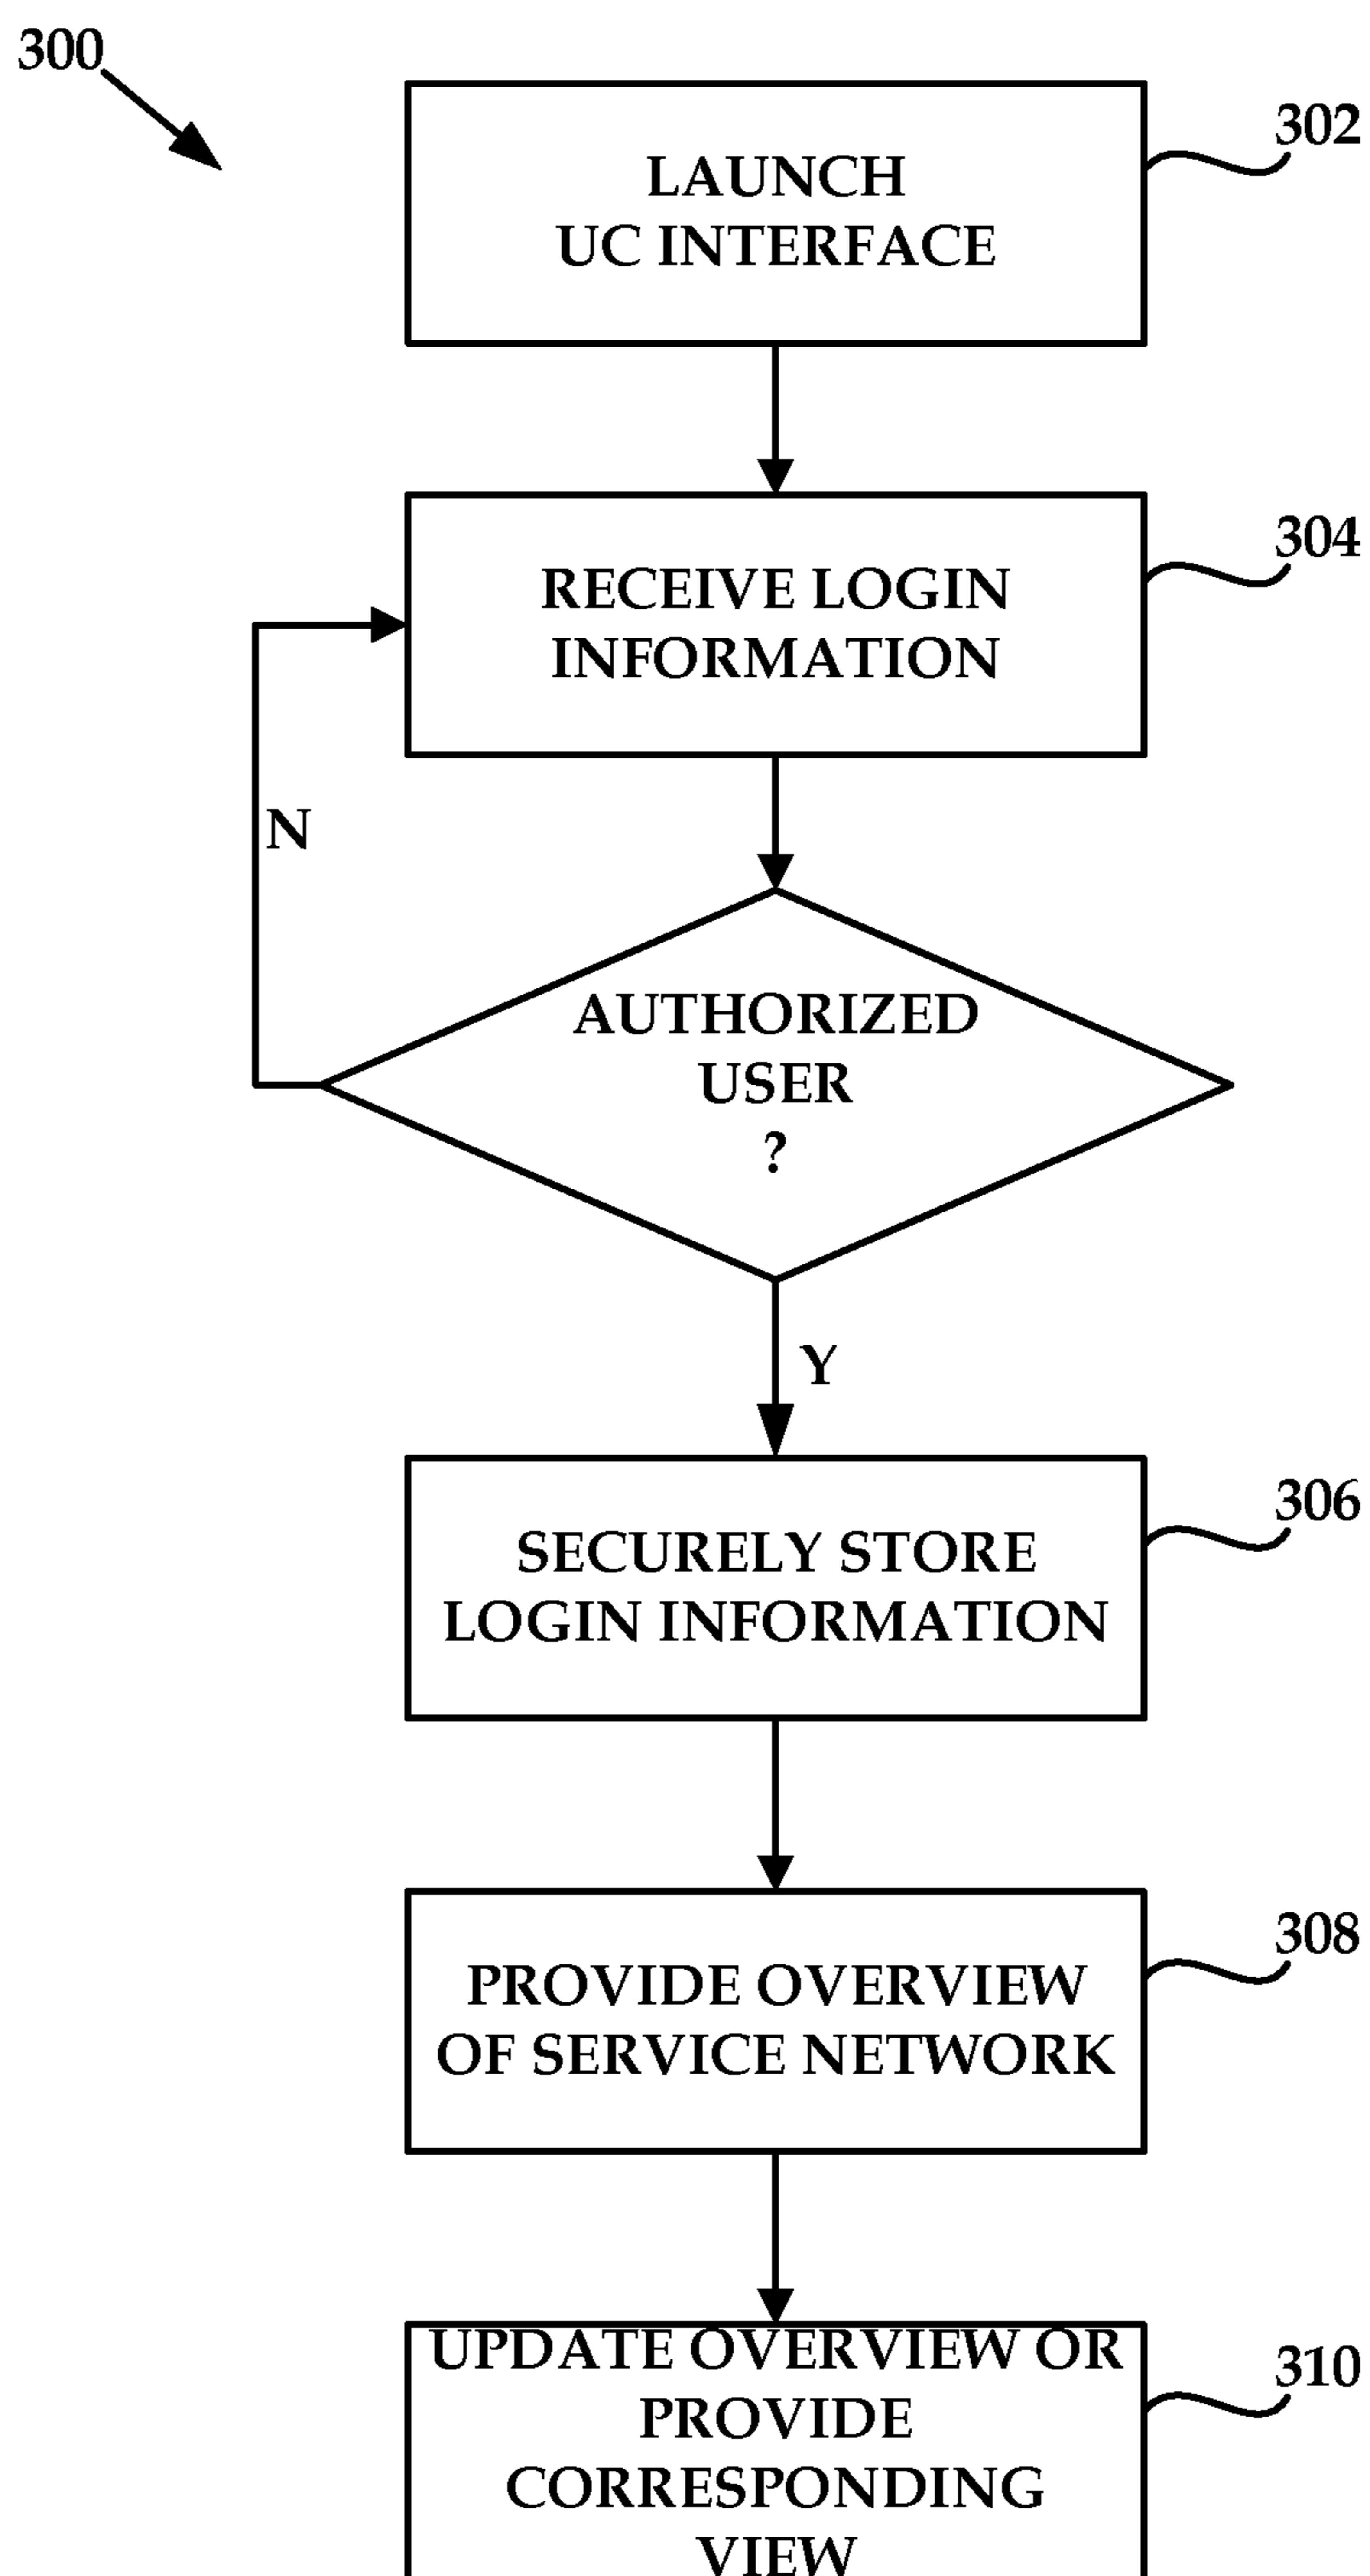 300
LAUNCH
UC INTERFACE
302
RECEIVE LOGIN
INFORMATION
304
N
AUTHORIZED
USER
?
Y
SECURELY STORE
LOGIN INFORMATION
306
PROVIDE OVERVIEW
OF SERVICE NETWORK
308
UPDATE OVERVIEW OR
PROVIDE
CORRESPONDING
VIEW
310